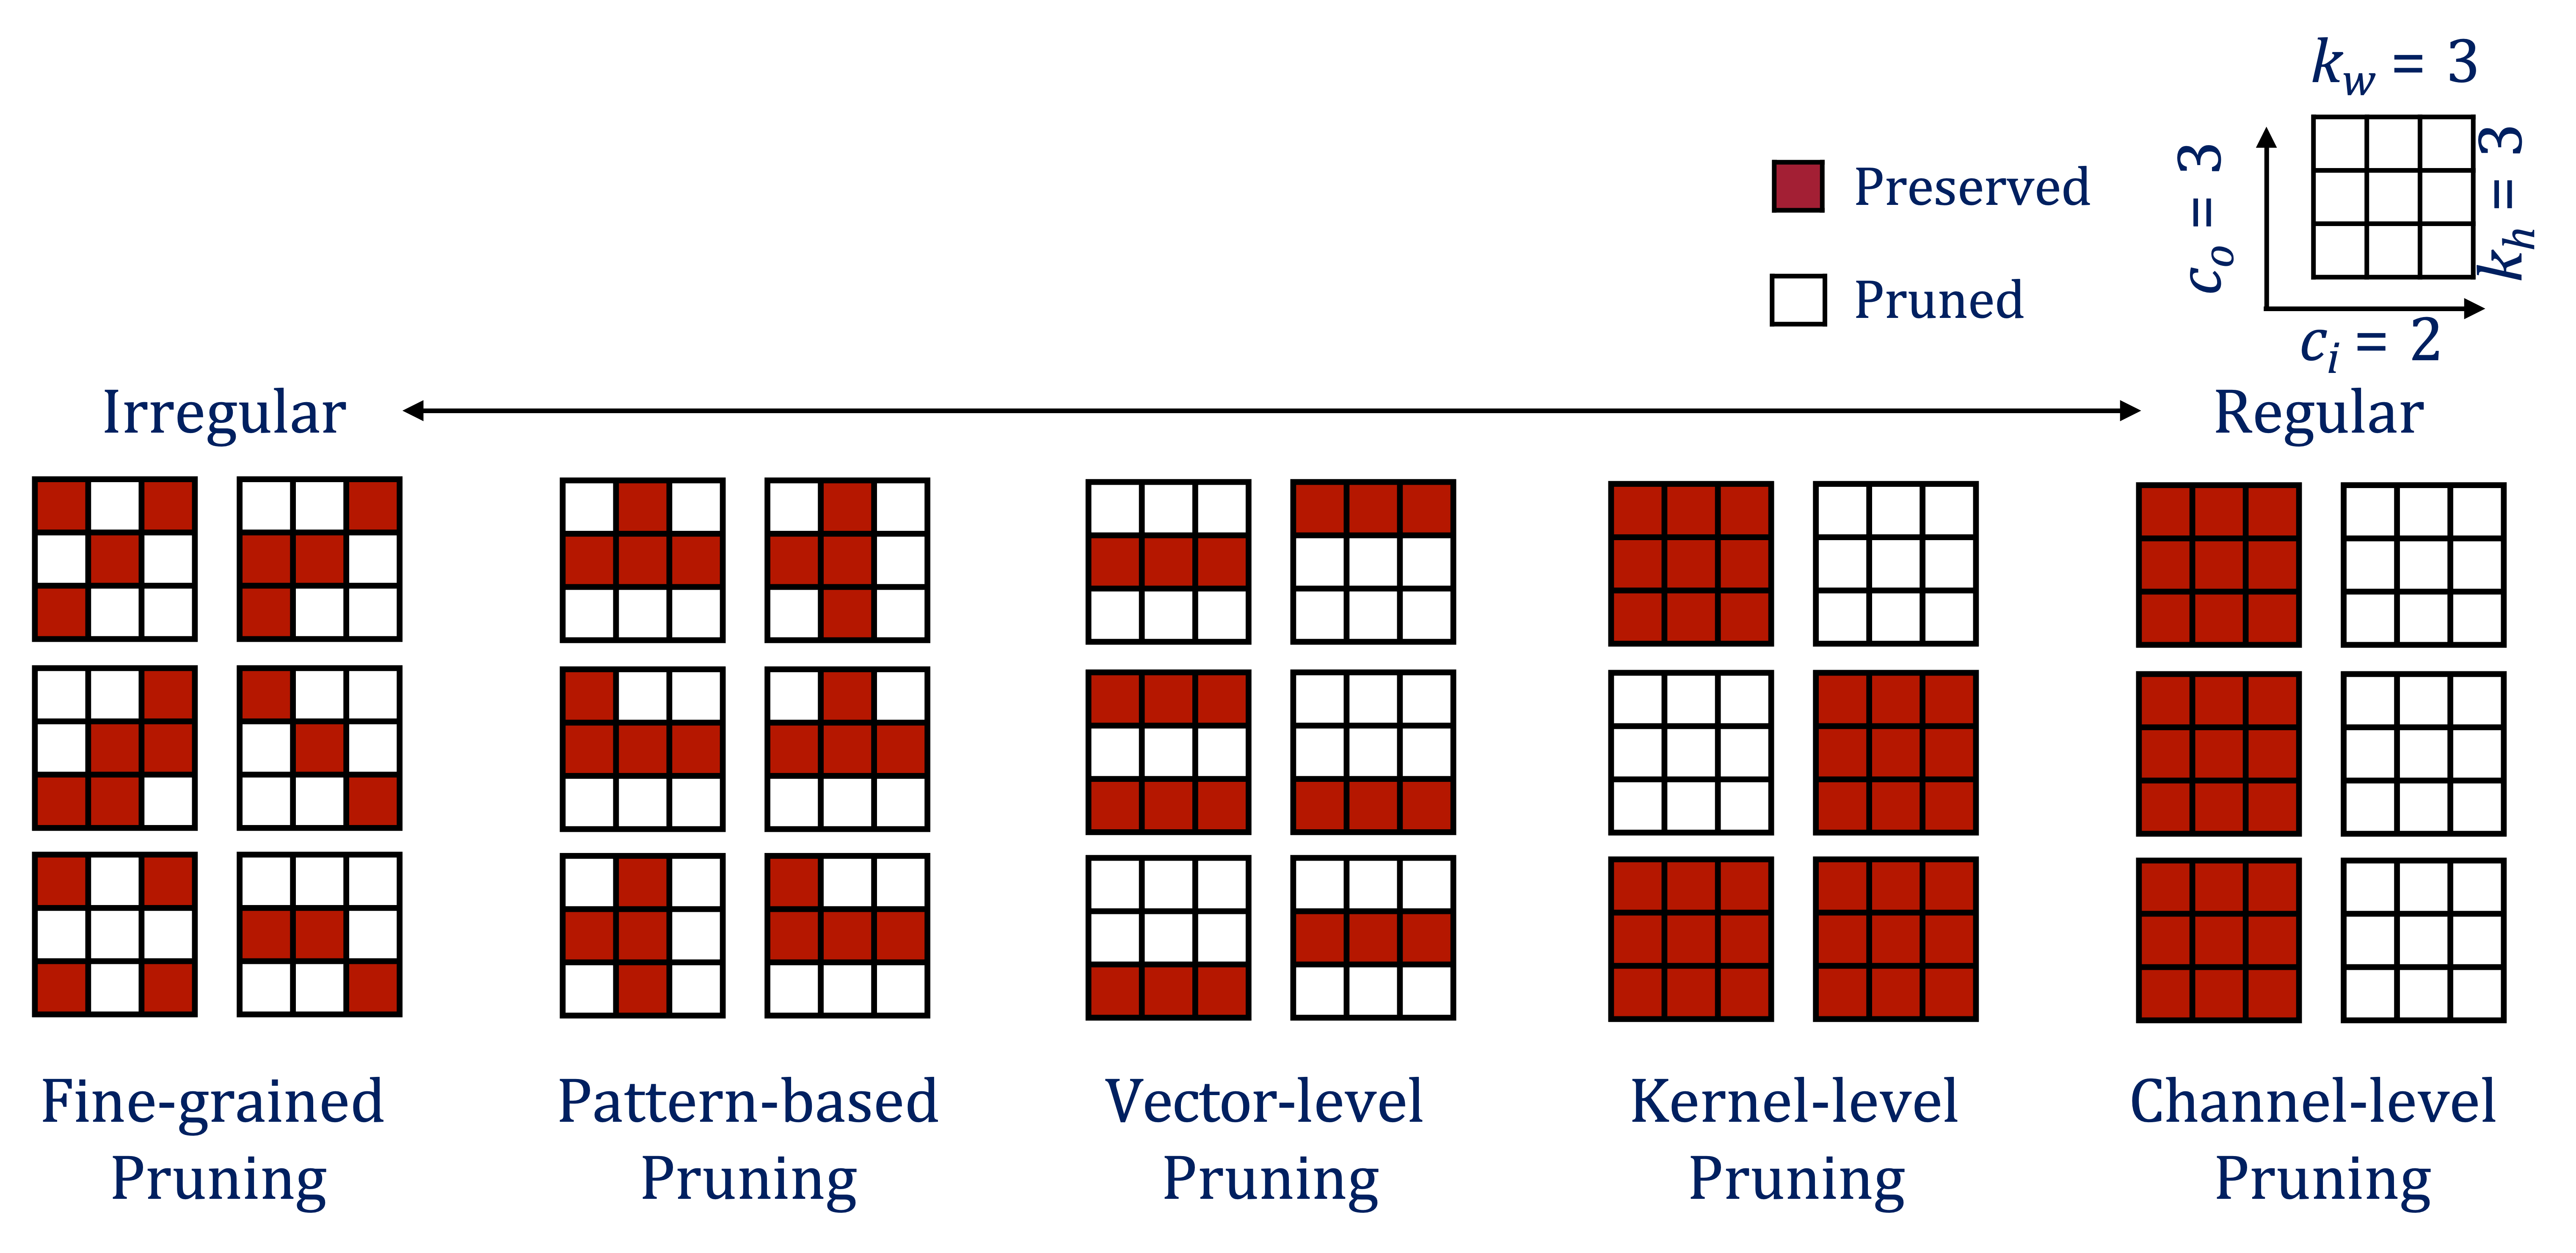 k_w = 3
c_o = 3
k_h = 3
Preserved
Pruned
c_i = 2
Irregular
Regular
Fine-grained
Pruning
Pattern-based
Pruning
Vector-level
Pruning
Kernel-level
Pruning
Channel-level
Pruning